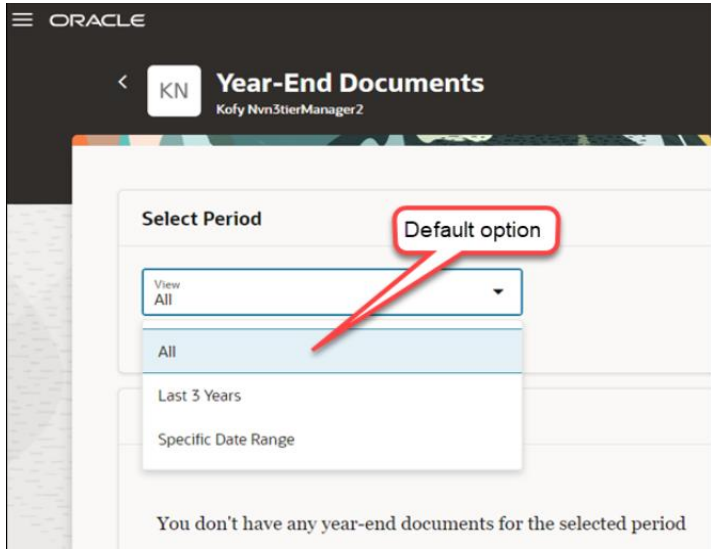 ORACLE
KN
Year-End Documents
Kofy Nvn3tierManager2
Select Period
Default option
View
All
All
Last 3 Years
Specific Date Range
You don't have any year-end documents for the selected period